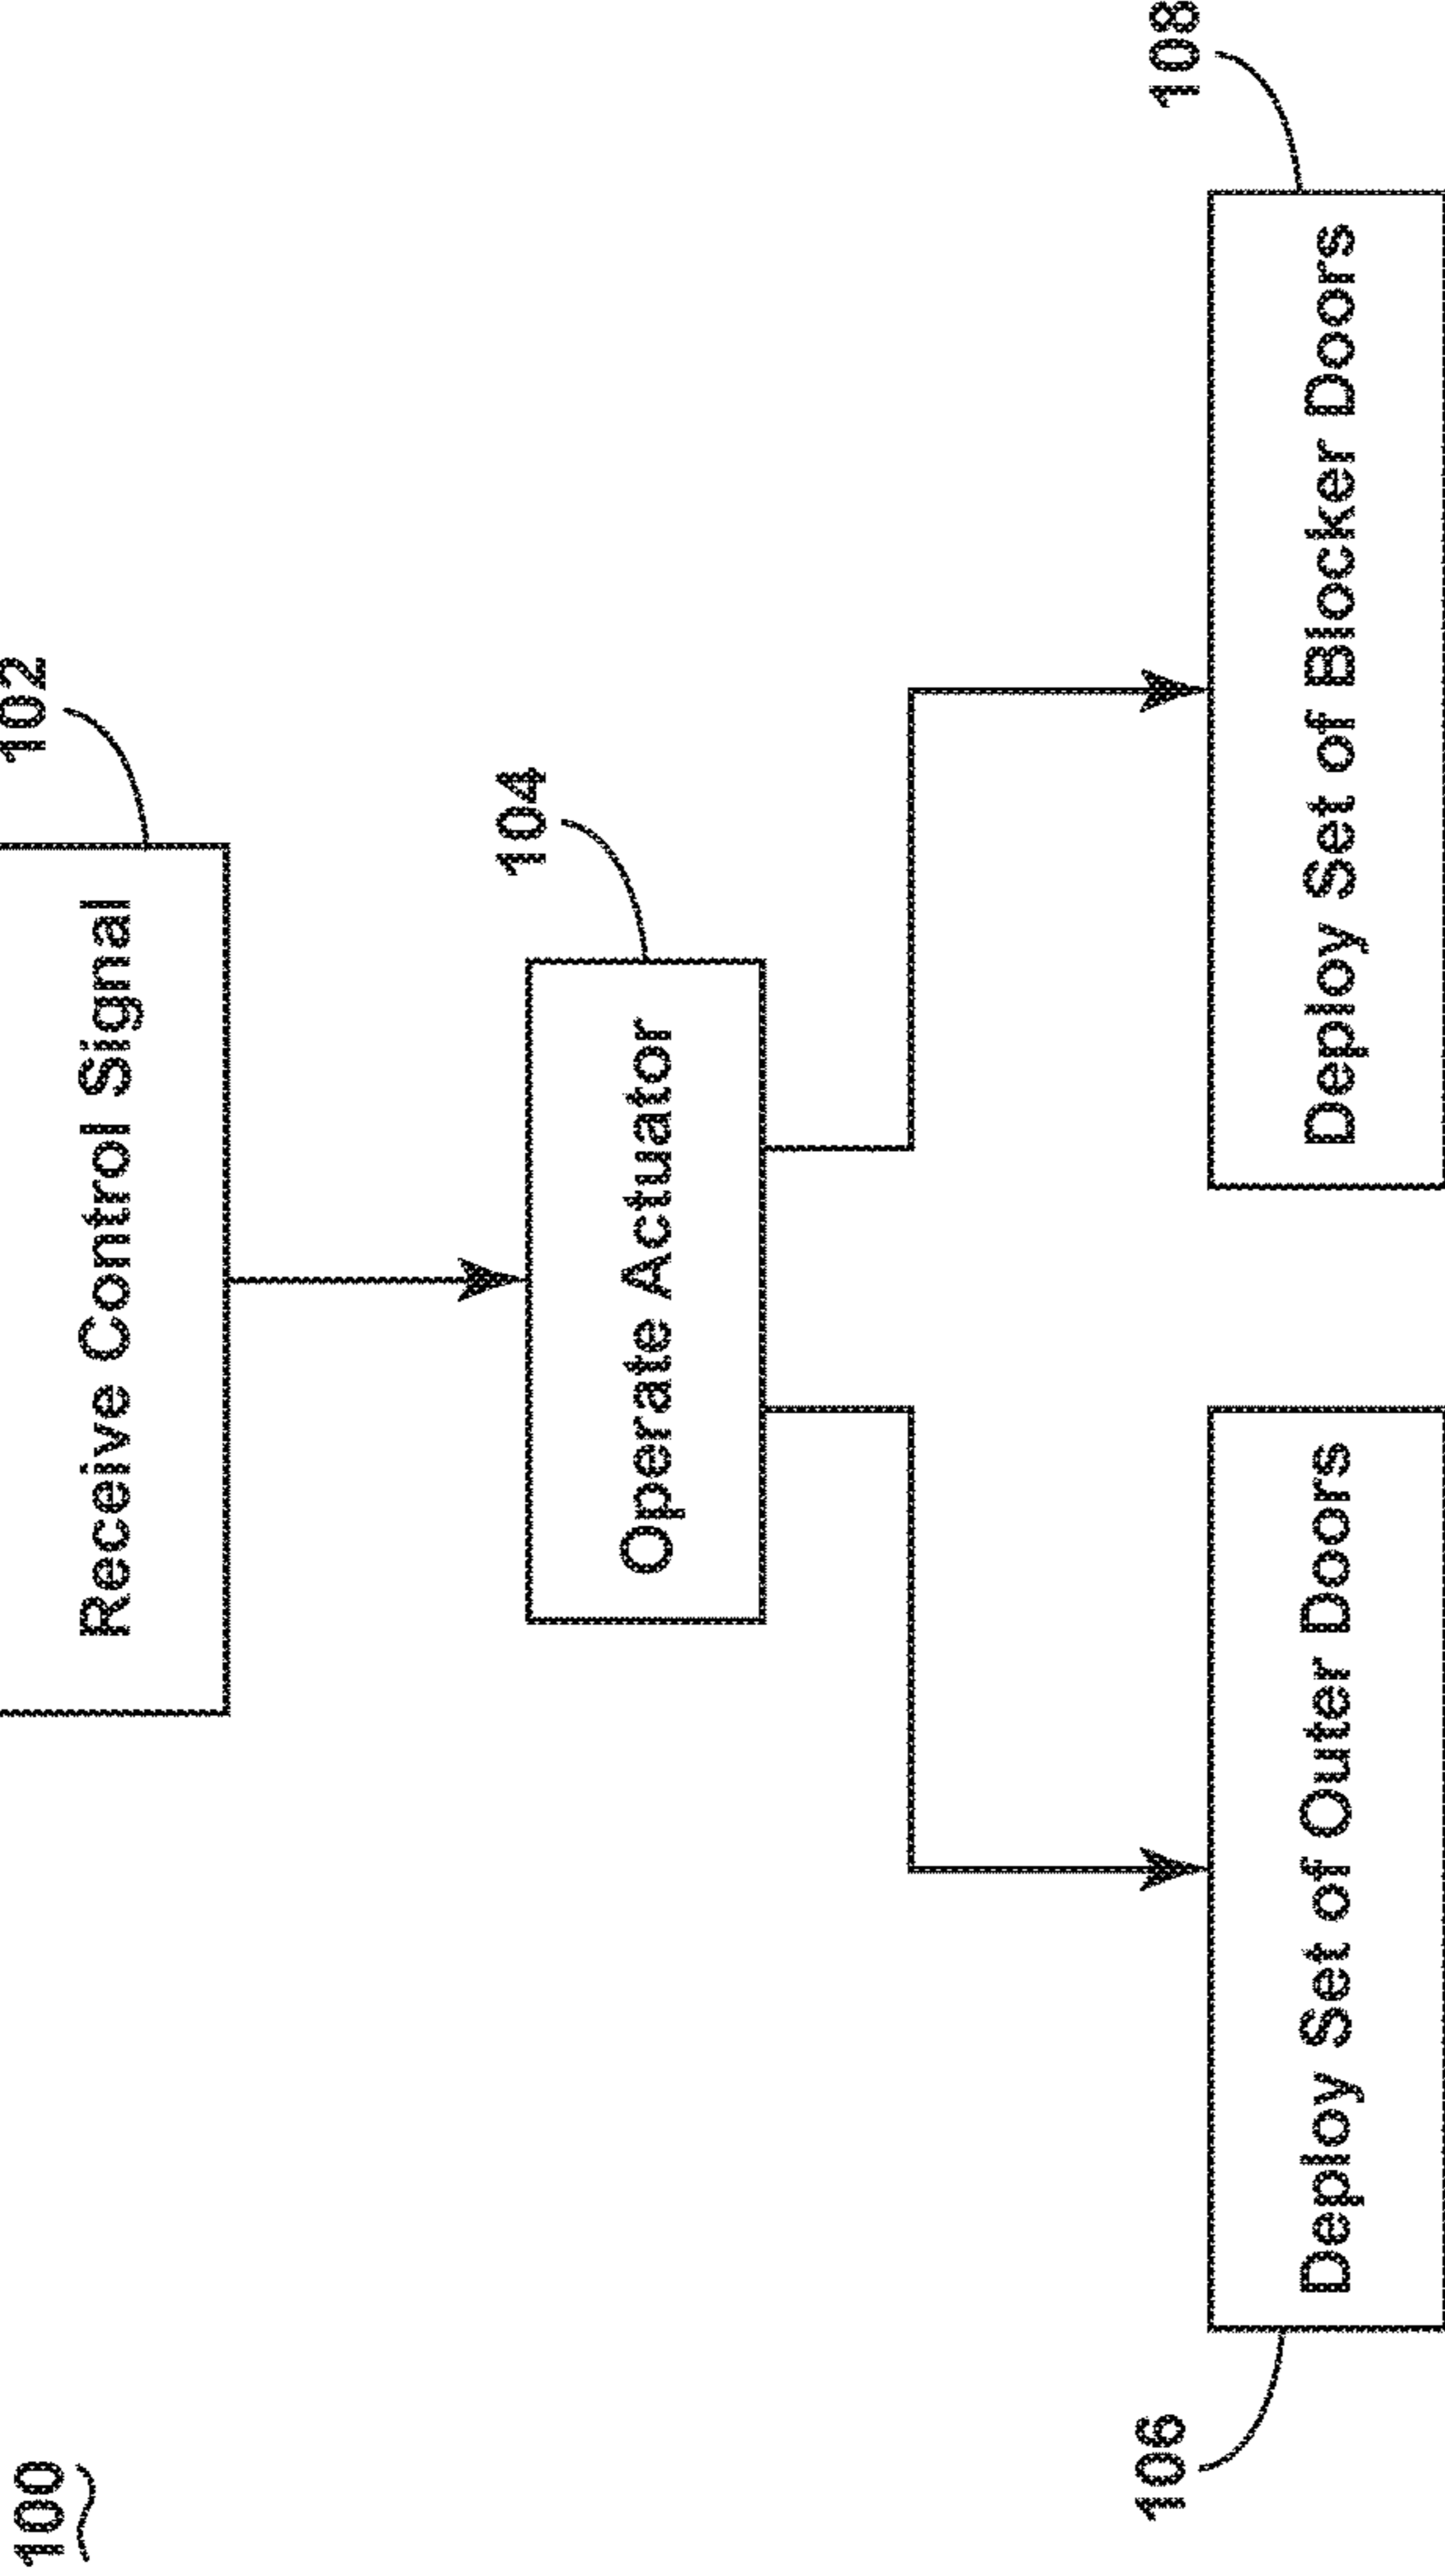 100
102
Receive Control Signal
104
Operate Actuator
106
Deploy Set of Outer Doors
108
Deploy Set of Blocker Doors